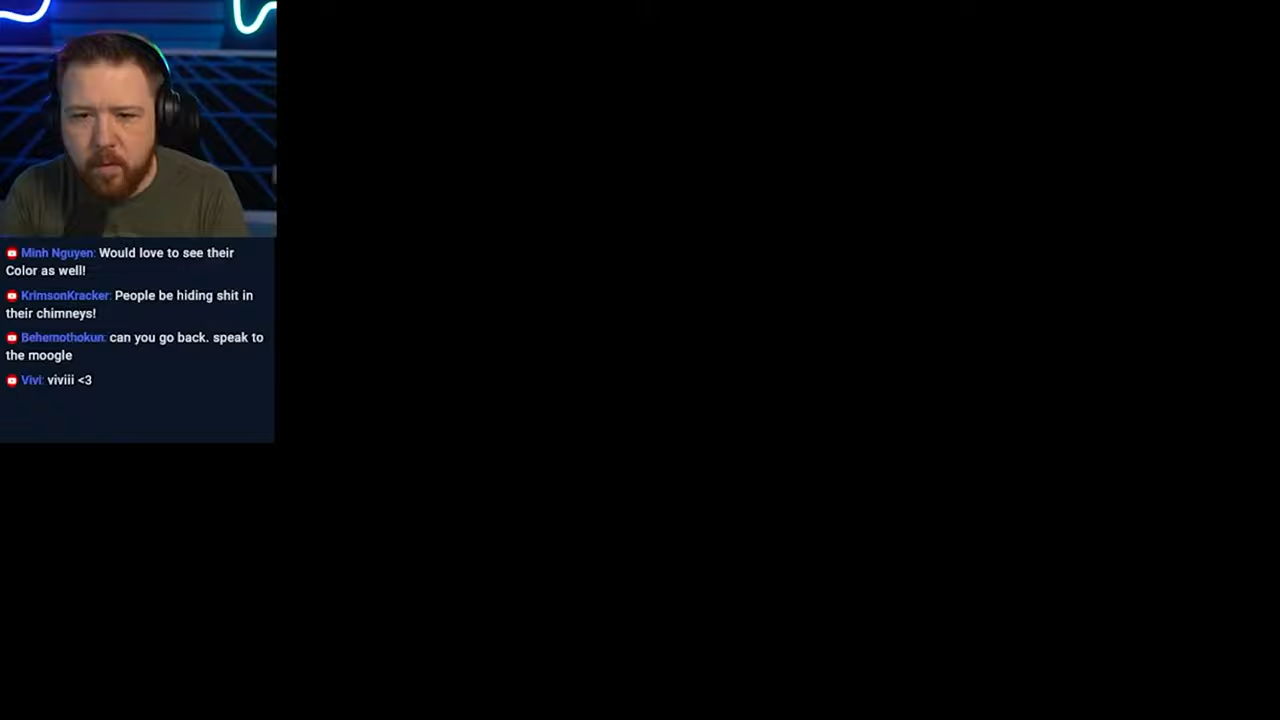 Minh Nguyen: Would love to see their
Color as well!
KrimsonKracker: People be hiding shit in
their chimneys!
Behemothokun: can you go back. speak to
the moogle
Vivi: viviii <3